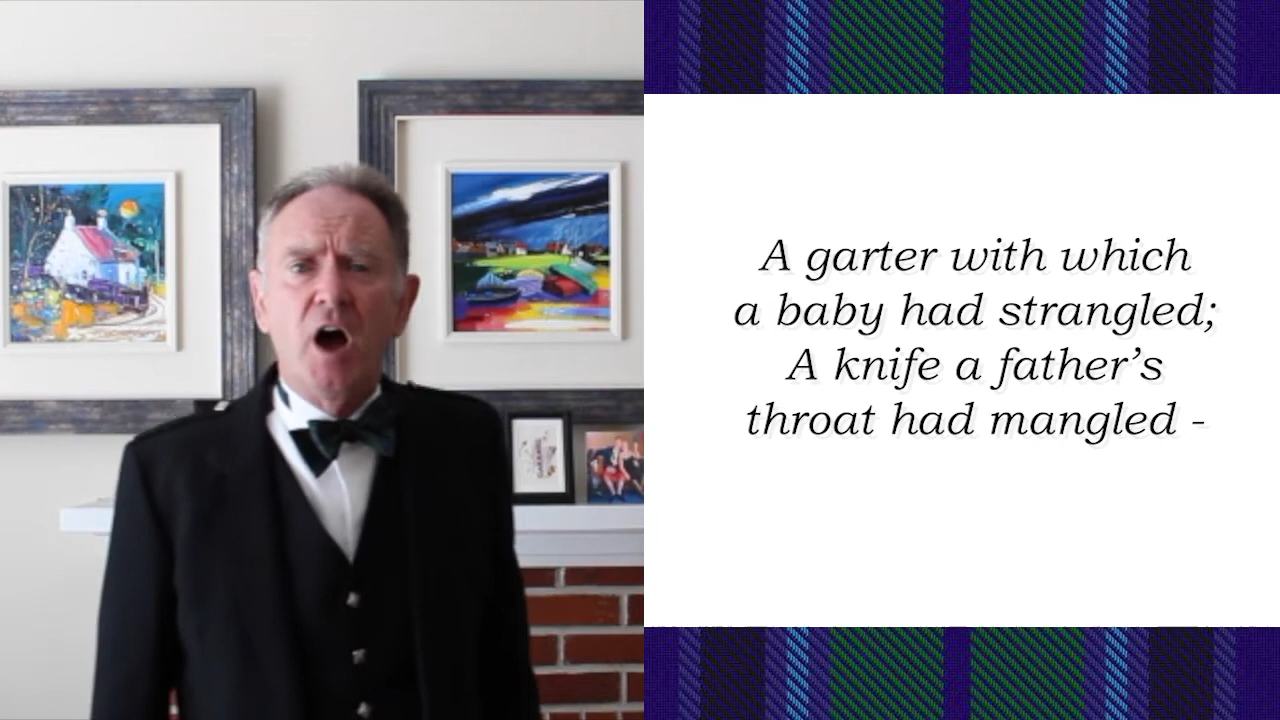 A garter with which
a baby had strangled;
A knife a father’s
throat had mangled -